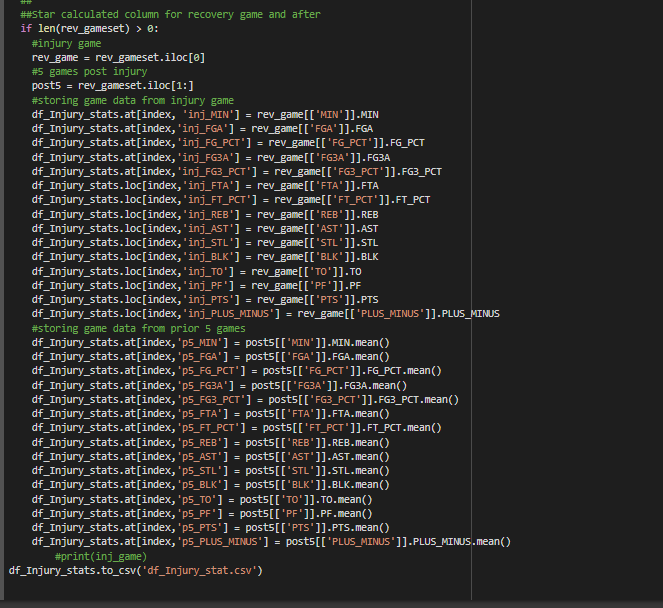 ##
##Star calculated column for recovery game and after
if len(rev_gameset) > 0:
#injury game
rev_game = rev_gameset.iloc[0]
#5 games post injury
post5 = rev_gameset.iloc[1:]
#storing game data from injury game
df_Injury_stats.at[index, 'inj_MIN'] = rev_game[['MIN']].MIN
df_Injury_stats.at[index,'inj_FGA'] = rev_game[['FGA']].FGA
df_Injury_stats.at[index,'inj_FG_PCT'] = rev_game[['FG_PCT']].FG_PCT
df_Injury_stats.at[index,'inj_FG3A'] = rev_game[['FG3A']].FG3A
df_Injury_stats.at[index,'inj_FG3_PCT'] = rev_game[['FG3_PCT']].FG3_PCT
df_Injury_stats.loc[index,'inj_FTA'] = rev_game[['FTA']].FTA
df_Injury_stats.loc[index,'inj_FT_PCT'] = rev_game[['FT_PCT']].FT_PCT
df_Injury_stats.loc[index,'inj_REB'] = rev_game[['REB']].REB
df_Injury_stats.loc[index,'inj_AST'] = rev_game[['AST']].AST
df_Injury_stats.loc[index,'inj_STL'] = rev_game[['STL']].STL
df_Injury_stats.loc[index,'inj_BLK'] = rev_game[['BLK']].BLK
df_Injury_stats.loc[index,'inj_TO'] = rev_game[['TO']].TO
df_Injury_stats.loc[index,'inj_PF'] = rev_game[['PF']].PF
df_Injury_stats.loc[index,'inj_PTS'] = rev_game[['PTS']].PTS
df_Injury_stats.loc[index,'inj_PLUS_MINUS'] = rev_game[['PLUS_MINUS']].PLUS_MINUS
#storing game data from prior 5 games
df_Injury_stats.at[index,'p5_MIN'] = post5[['MIN']].MIN.mean()
df_Injury_stats.at[index,'p5_FGA'] = post5[['FGA']].FGA.mean()
df_Injury_stats.at[index,'p5_FG_PCT'] = post5[['FG_PCT']].FG_PCT.mean()
df_Injury_stats.at[index,'p5_FG3A'] = post5[['FG3A']].FG3A.mean()
df_Injury_stats.at[index,'p5_FG3_PCT'] = post5[['FG3_PCT']].FG3_PCT.mean()
df_Injury_stats.at[index,'p5_FTA'] = post5[['FTA']].FTA.mean()
df_Injury_stats.at[index,'p5_FT_PCT'] = post5[['FT_PCT']].FT_PCT.mean()
df_Injury_stats.at[index,'p5_REB'] = post5[['REB']].REB.mean()
df_Injury_stats.at[index,'p5_AST'] = post5[['AST']].AST.mean()
df_Injury_stats.at[index,'p5_STL'] = post5[['STL']].STL.mean()
df_Injury_stats.at[index,'p5_BLK'] = post5[['BLK']].BLK.mean()
df_Injury_stats.at[index,'p5_TO'] = post5[['TO']].TO.mean()
df_Injury_stats.at[index,'p5_PF'] = post5[['PF']].PF.mean()
df_Injury_stats.at[index,'p5_PTS'] = post5[['PTS']].PTS.mean()
df_Injury_stats.at[index,'p5_PLUS_MINUS'] = post5[['PLUS_MINUS']].PLUS_MINUS.mean()
#print(inj_game)
df_Injury_stats.to_csv('df_Injury_stat.csv')